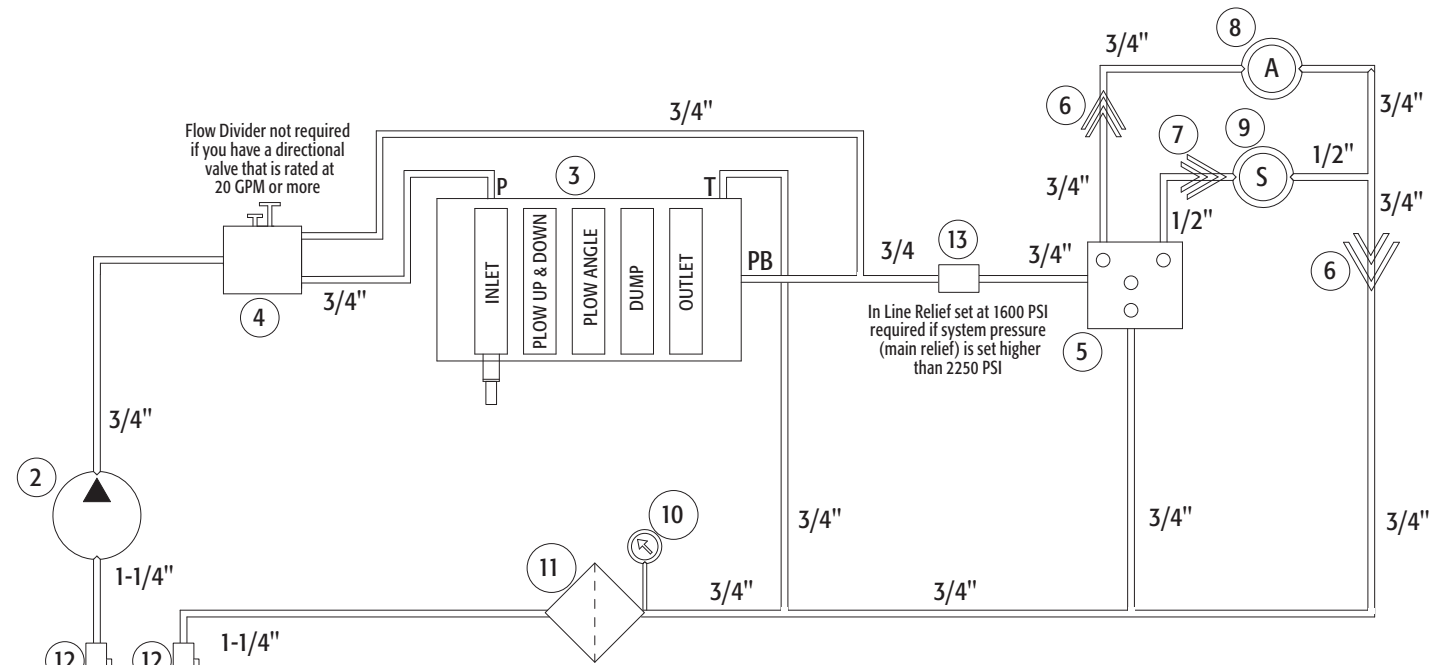 8
3/4"
A
6
3/4"
3/4"
Flow Divider not required
if you have a directional
valve that is rated at
20 GPM or more
7
9
1/2"
S
P
3
T
3/4"
1/2"
3/4"
INLET
PLOW UP & DOWN
PLOW ANGLE
DUMP
OUTLET
PB
3/4
13
3/4"
6
3/4"
4
In Line Relief set at 1600 PSI
required if system pressure
(main relief) is set higher
than 2250 PSI
5
3/4"
2
10
3/4"
3/4"
3/4"
1-1/4"
11
3/4"
3/4"
1-1/4"
12
12